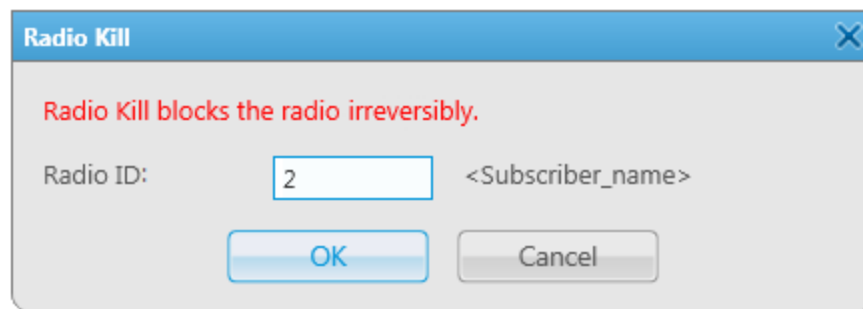 Radio Kill
Radio Kill blocks the radio irreversibly.
Radio ID: 2 <Subscriber_name>
OK Cancel